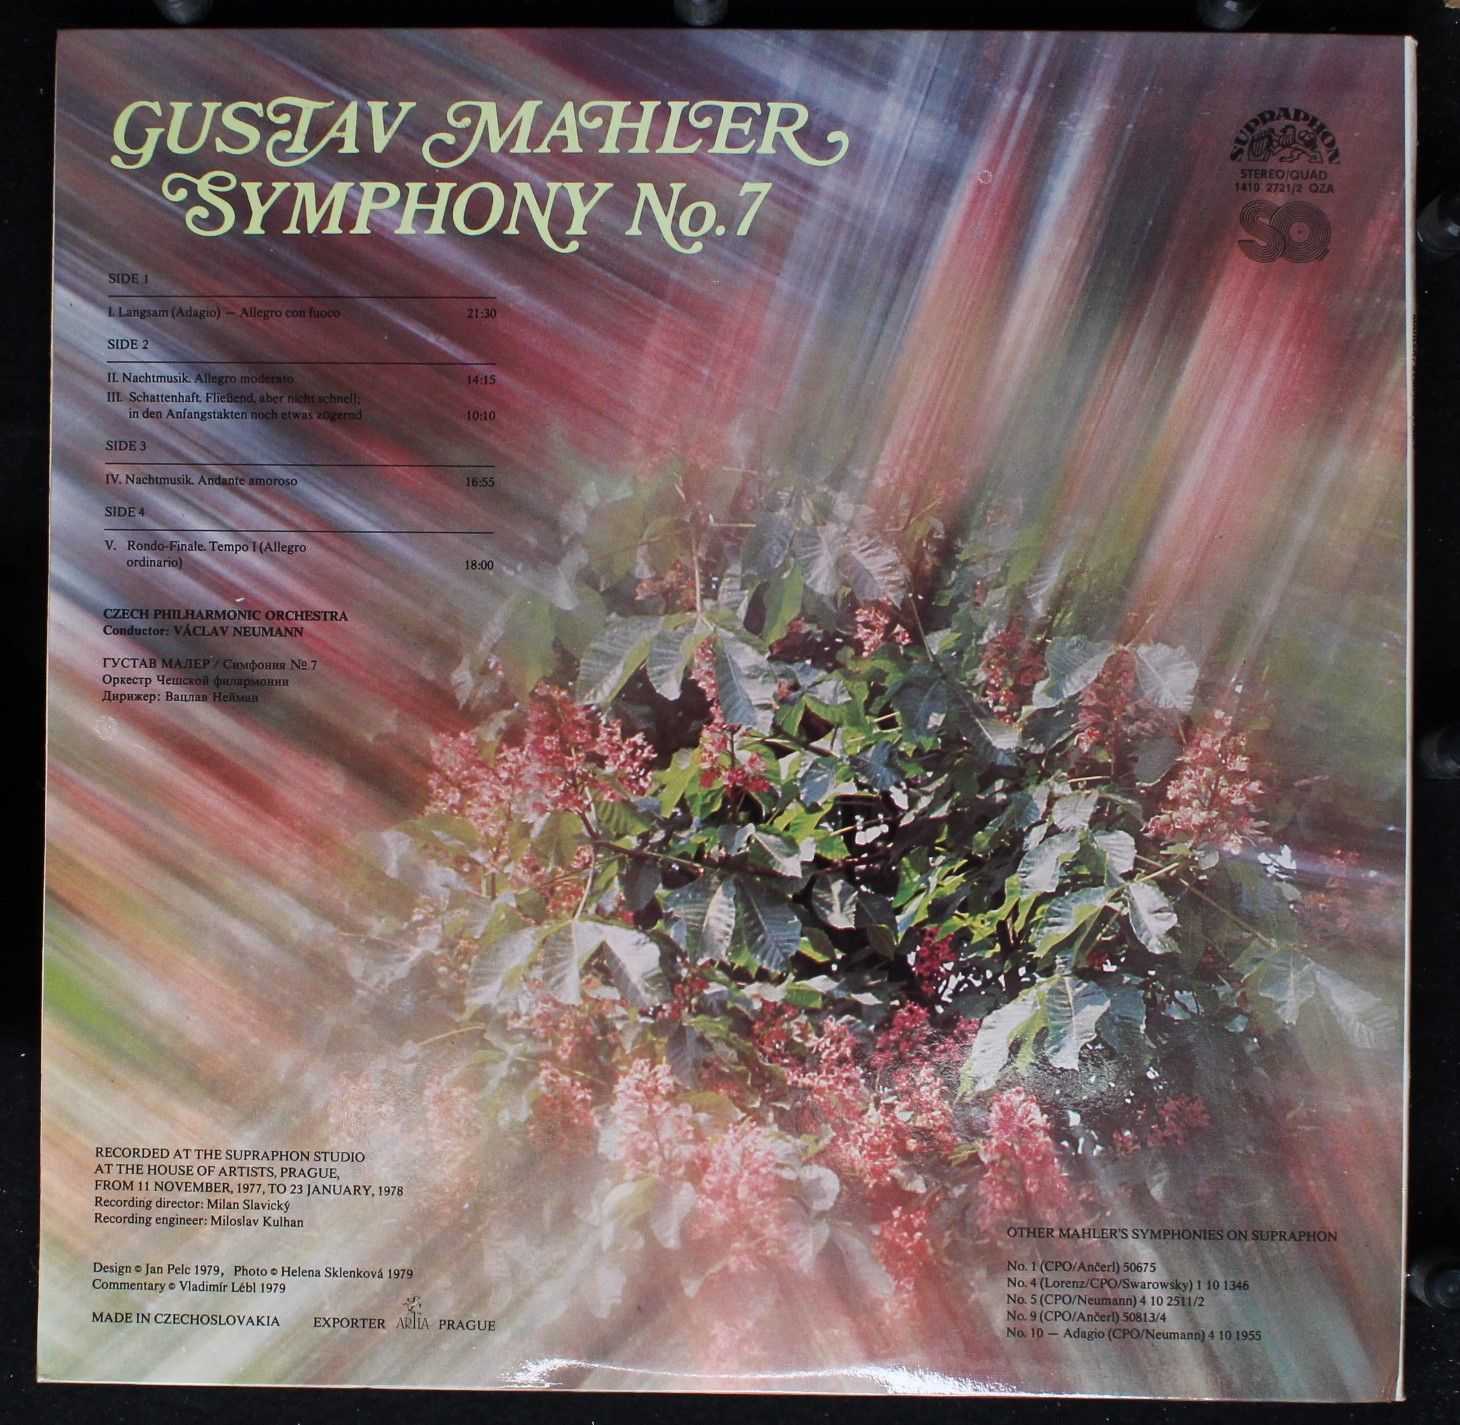 GUSTAV MAHLER
SYMPHONY No. 7
SUPRAPHON
STEREO/QUAD
1410 2721/2 QZA
SQ
SIDE 1
I. Langsam (Adagio) — Allegro con fuoco 21:30
SIDE 2
II. Nachtmusik. Allegro moderato 14:15
III. Schattenhaft. Fließend, aber nicht schnell;
in den Anfangstakten noch etwas zögernd 10:10
SIDE 3
IV. Nachtmusik. Andante amoroso 16:55
SIDE 4
V. Rondo-Finale. Tempo I (Allegro
ordinario) 18:00
CZECH PHILHARMONIC ORCHESTRA
Conductor: VÁCLAV NEUMANN
ГУСТАВ МАЛЕР / Симфония № 7
Оркестр Чешской филармонии
Дирижер: Вацлав Нейман
RECORDED AT THE SUPRAPHON STUDIO
AT THE HOUSE OF ARTISTS, PRAGUE,
FROM 11 NOVEMBER, 1977, TO 23 JANUARY, 1978
Recording director: Milan Slavický
Recording engineer: Miloslav Kulhan
Design © Jan Pelc 1979, Photo © Helena Sklenková 1979
Commentary © Vladimír Lébl 1979
MADE IN CZECHOSLOVAKIA EXPORTER ARTIA PRAGUE
OTHER MAHLER'S SYMPHONIES ON SUPRAPHON
No. 1 (CPO/Ančerl) 50675
No. 4 (Lorenz/CPO/Swarowsky) 1 10 1346
No. 5 (CPO/Neumann) 4 10 2511/2
No. 9 (CPO/Ančerl) 50813/4
No. 10 — Adagio (CPO/Neumann) 4 10 1955